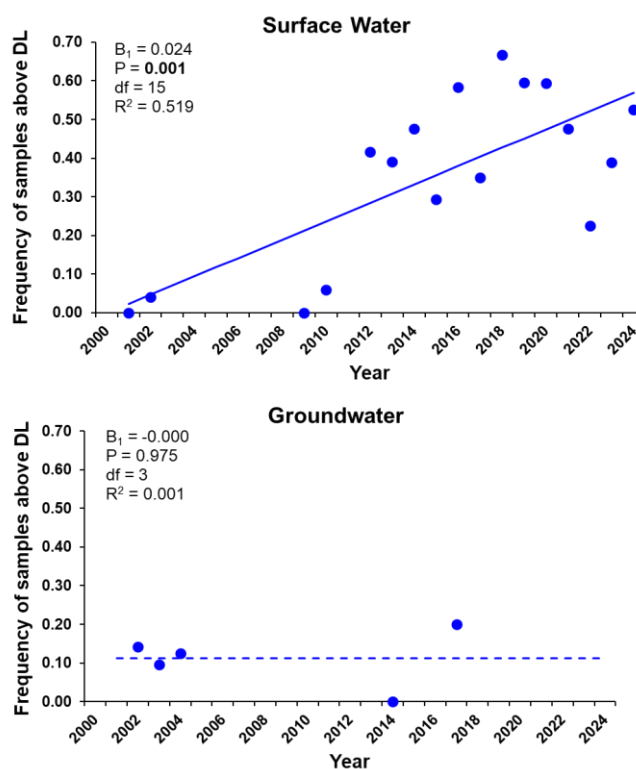 Surface Water
B₁ = 0.024
P = 0.001
df = 15
R² = 0.519
Frequency of samples above DL
0.70
0.60
0.50
0.40
0.30
0.20
0.10
0.00
2000 2002 2004 2006 2008 2010 2012 2014 2016 2018 2020 2022 2024
Year
Groundwater
B₁ = -0.000
P = 0.975
df = 3
R² = 0.001
Frequency of samples above DL
0.70
0.60
0.50
0.40
0.30
0.20
0.10
0.00
2000 2002 2004 2006 2008 2010 2012 2014 2016 2018 2020 2022 2024
Year